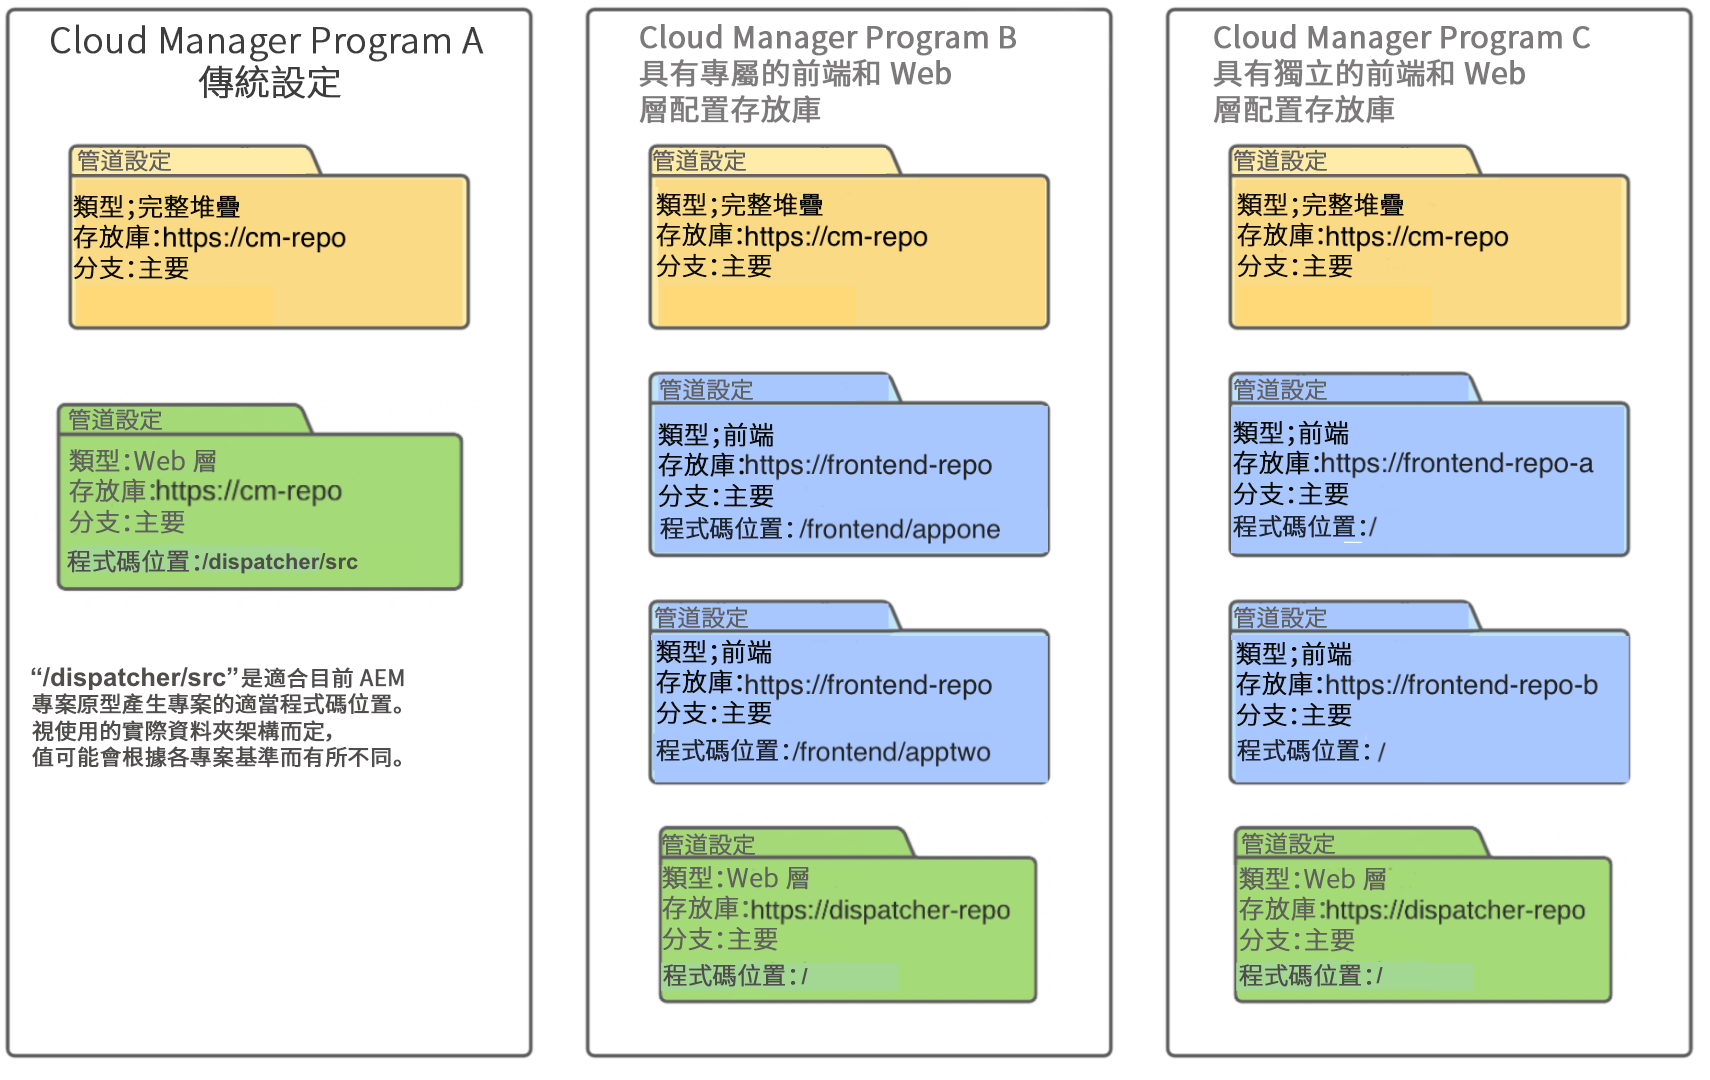 Cloud Manager Program A
傳統設定
管道設定
類型;完整堆疊
存放庫:https://cm-repo
分支:主要
管道設定
類型:Web 層
存放庫:https://cm-repo
分支:主要
程式碼位置:/dispatcher/src
“/dispatcher/src”是適合目前 AEM
專案原型產生專案的適當程式碼位置。
視使用的實際資料夾架構而定,
值可能會根據各專案基準而有所不同。
Cloud Manager Program B
具有專屬的前端和 Web
層配置存放庫
管道設定
類型;完整堆疊
存放庫:https://cm-repo
分支:主要
管道設定
類型;前端
存放庫:https://frontend-repo
分支:主要
程式碼位置: /frontend/appone
管道設定
類型;前端
存放庫:https://frontend-repo
分支:主要
程式碼位置:/frontend/apptwo
管道設定
類型:Web 層
存放庫:https://dispatcher-repo
分支:主要
程式碼位置:/
Cloud Manager Program C
具有獨立的前端和 Web
層配置存放庫
管道設定
類型;完整堆疊
存放庫:https://cm-repo
分支:主要
管道設定
類型;前端
存放庫:https://frontend-repo-a
分支:主要
程式碼位置:/
管道設定
類型;前端
存放庫:https://frontend-repo-b
分支:主要
程式碼位置: /
管道設定
類型:Web 層
存放庫:https://dispatcher-repo
分支:主要
程式碼位置:/